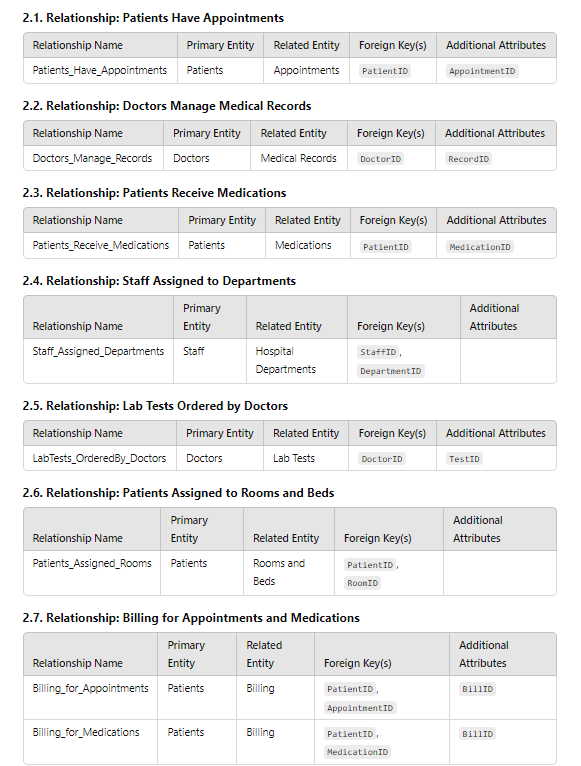 2.1. Relationship: Patients Have Appointments
Relationship Name Primary Entity Related Entity Foreign Key(s) Additional Attributes
Patients_Have_Appointments Patients Appointments PatientID AppointmentID
2.2. Relationship: Doctors Manage Medical Records
Relationship Name Primary Entity Related Entity Foreign Key(s) Additional Attributes
Doctors_Manage_Records Doctors Medical Records DoctorID RecordID
2.3. Relationship: Patients Receive Medications
Relationship Name Primary Entity Related Entity Foreign Key(s) Additional Attributes
Patients_Receive_Medications Patients Medications PatientID MedicationID
2.4. Relationship: Staff Assigned to Departments
Primary Additional
Relationship Name Entity Related Entity Foreign Key(s) Attributes
Staff_Assigned_Departments Staff Hospital StaffID,
Departments DepartmentID
2.5. Relationship: Lab Tests Ordered by Doctors
Relationship Name Primary Entity Related Entity Foreign Key(s) Additional Attributes
LabTests_OrderedBy_Doctors Doctors Lab Tests DoctorID TestID
2.6. Relationship: Patients Assigned to Rooms and Beds
Primary Additional
Relationship Name Entity Related Entity Foreign Key(s) Attributes
Patients_Assigned_Rooms Patients Rooms and PatientID,
Beds RoomID
2.7. Relationship: Billing for Appointments and Medications
Primary Related Additional
Relationship Name Entity Entity Foreign Key(s) Attributes
Billing_for_Appointments Patients Billing PatientID, BillID
AppointmentID
Billing_for_Medications Patients Billing PatientID, BillID
MedicationID